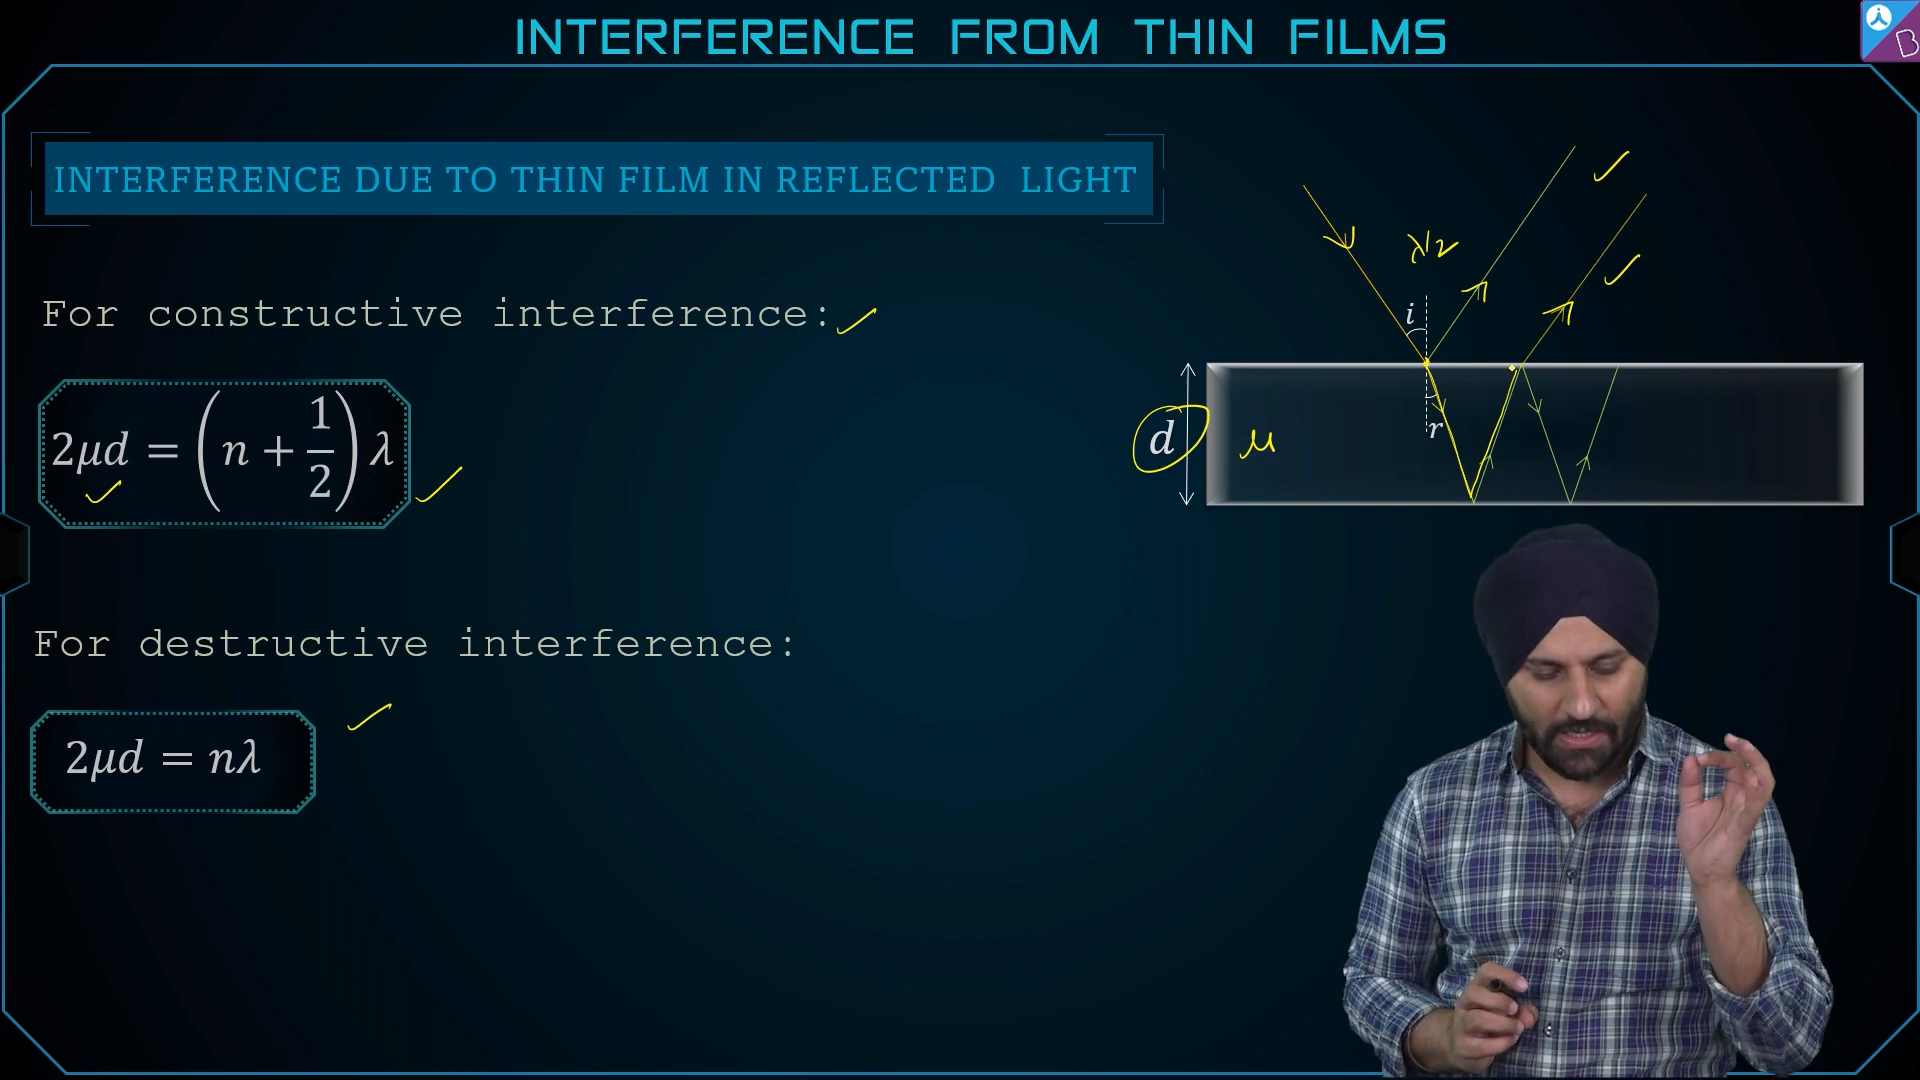 INTERFERENCE FROM THIN FILMS
B
INTERFERENCE DUE TO THIN FILM IN REFLECTED LIGHT
For constructive interference:
2μd = (n + 1/2) λ
For destructive interference:
2μd = nλ
λ/2
i
r
d
μ